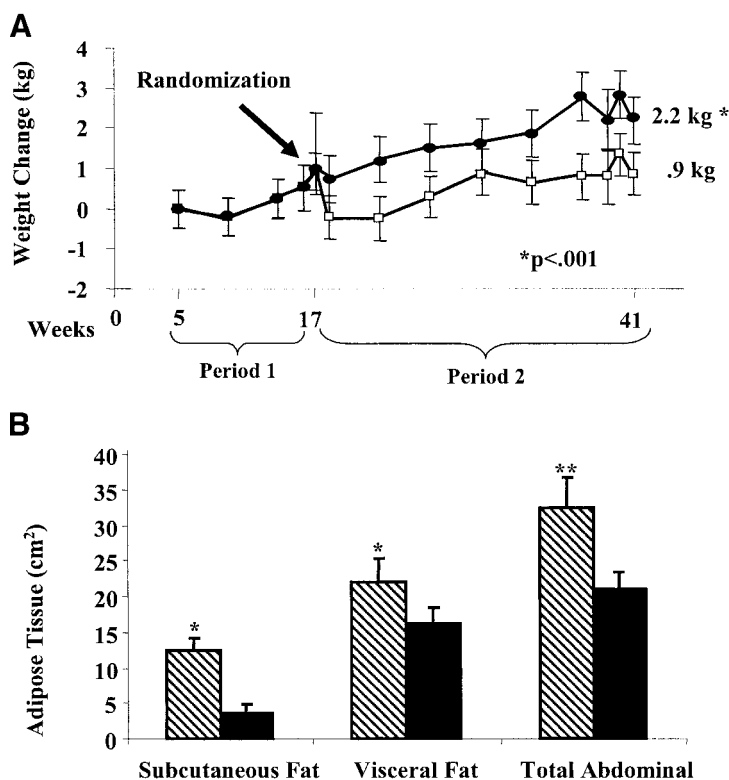 A
Weight Change (kg)
4
3
2
1
0
-1
-2
Randomization
2.2 kg *
.9 kg
*p<.001
Weeks
0
5
17
41
Period 1
Period 2
B
Adipose Tissue (cm²)
40
35
30
25
20
15
10
5
0
*
*
**
Subcutaneous Fat
Visceral Fat
Total Abdominal